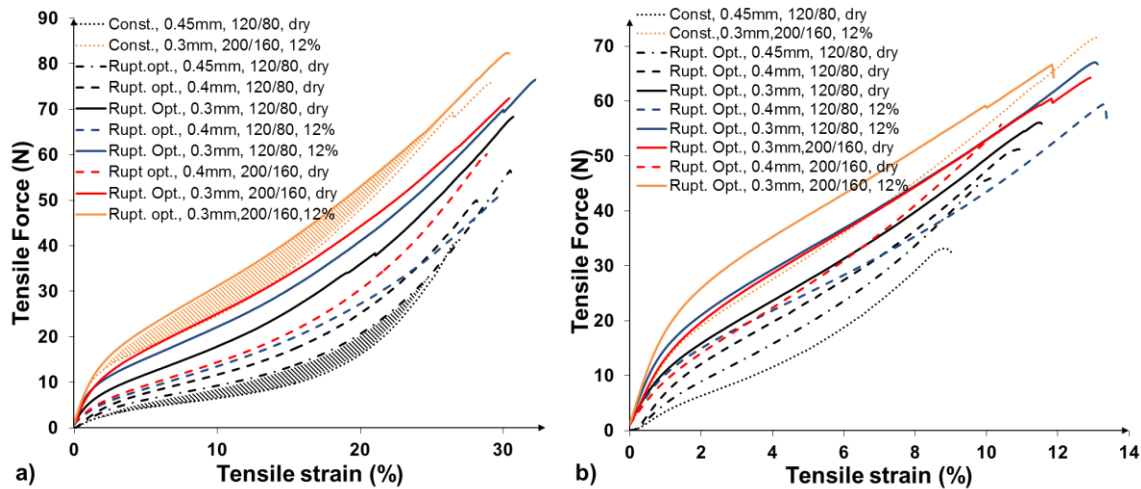 90
80
70
60
50
40
30
20
10
0
Tensile Force (N)
Const., 0.45mm, 120/80, dry
Const., 0.3mm, 200/160, 12%
Rupt.opt., 0.45mm, 120/80, dry
Rupt. opt., 0.4mm, 120/80, dry
Rupt. opt., 0.3mm, 120/80, dry
Rupt. opt., 0.4mm, 120/80, 12%
Rupt. Opt., 0.3mm, 120/80, 12%
Rupt opt., 0.4mm, 200/160, dry
Rupt. Opt., 0.3mm, 200/160, dry
Rupt. opt., 0.3mm,200/160,12%
0 10 20 30
Tensile strain (%)
a)
70
60
50
40
30
20
10
0
Tensile Force (N)
Const., 0.45mm, 120/80, dry
Const.,0.3mm,200/160, 12%
Rupt Opt., 0.45mm, 120/80, dry
Rupt. Opt., 0.4mm, 120/80, dry
Rupt. Opt., 0.3mm, 120/80, dry
Rupt. Opt., 0.4mm, 120/80, 12%
Rupt. Opt., 0.3mm, 120/80, 12%
Rupt. Opt., 0.3mm,200/160, dry
Rupt. Opt., 0.4mm, 200/160, dry
Rupt. Opt., 0.3mm, 200/160, 12%
0 2 4 6 8 10 12 14
Tensile strain (%)
b)